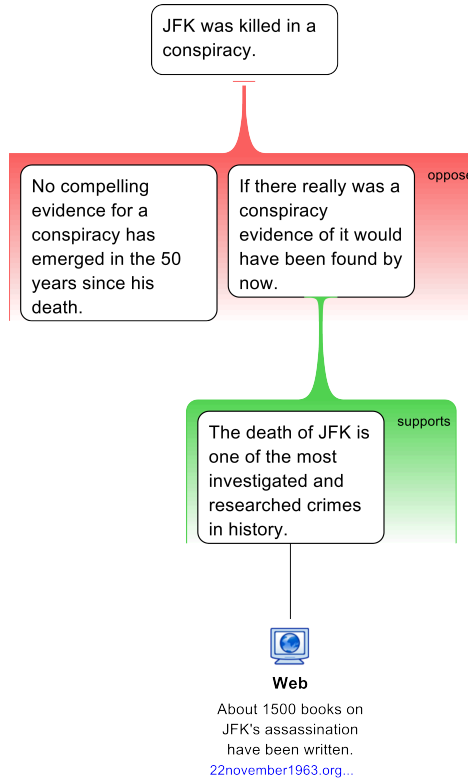 JFK was killed in a
conspiracy.
No compelling
evidence for a
conspiracy has
emerged in the 50
years since his
death.
If there really was a
conspiracy
evidence of it would
have been found by
now.
oppose
The death of JFK is
one of the most
investigated and
researched crimes
in history.
supports
Web
About 1500 books on
JFK's assassination
have been written.
22november1963.org...